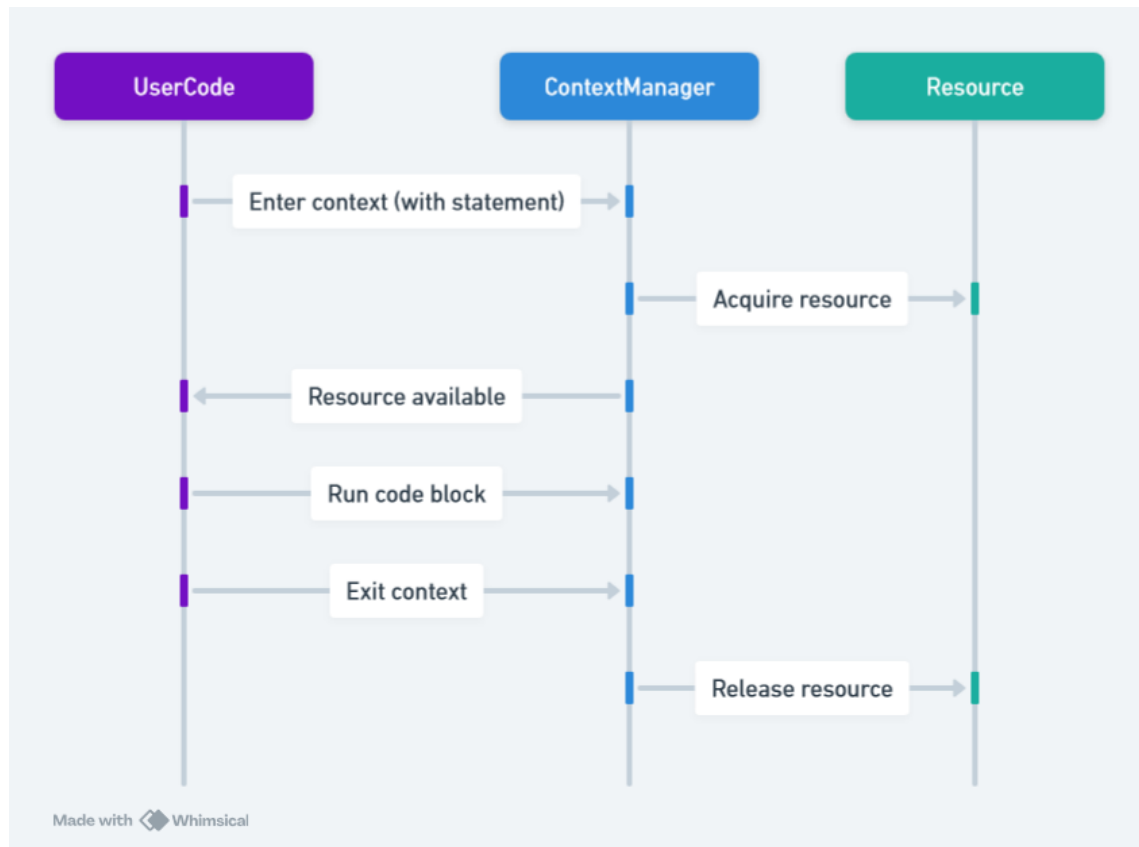 UserCode
ContextManager
Resource
Enter context (with statement)
Acquire resource
Resource available
Run code block
Exit context
Release resource
Made with Whimsical